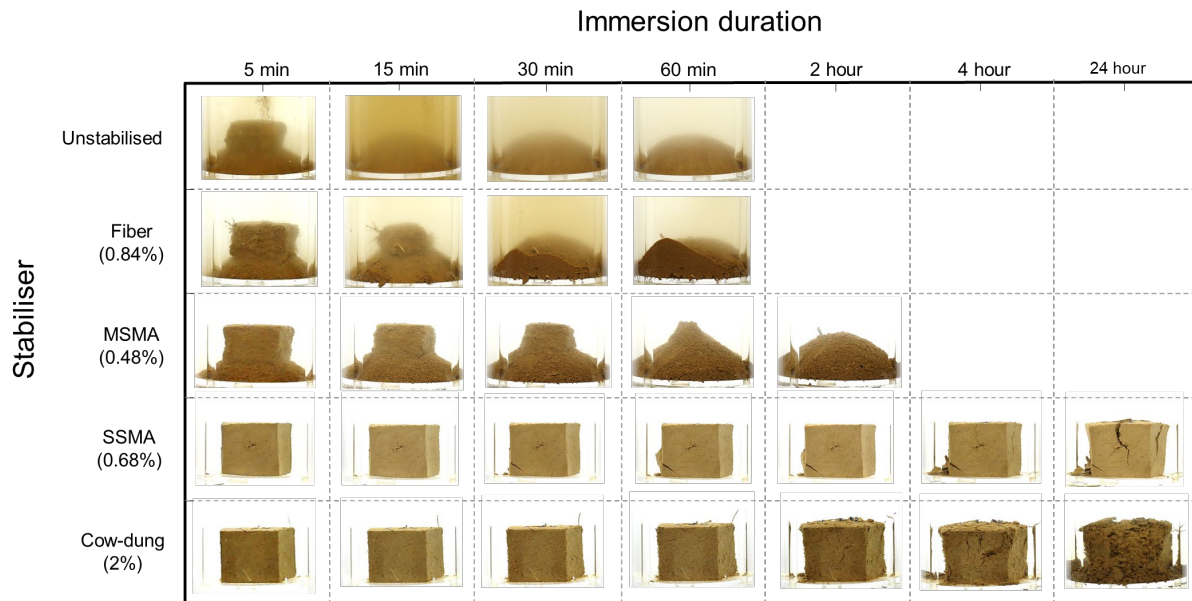 Immersion duration
5 min
15 min
30 min
60 min
2 hour
4 hour
24 hour
Stabiliser
Unstabilised
Fiber
(0.84%)
MSMA
(0.48%)
SSMA
(0.68%)
Cow-dung
(2%)